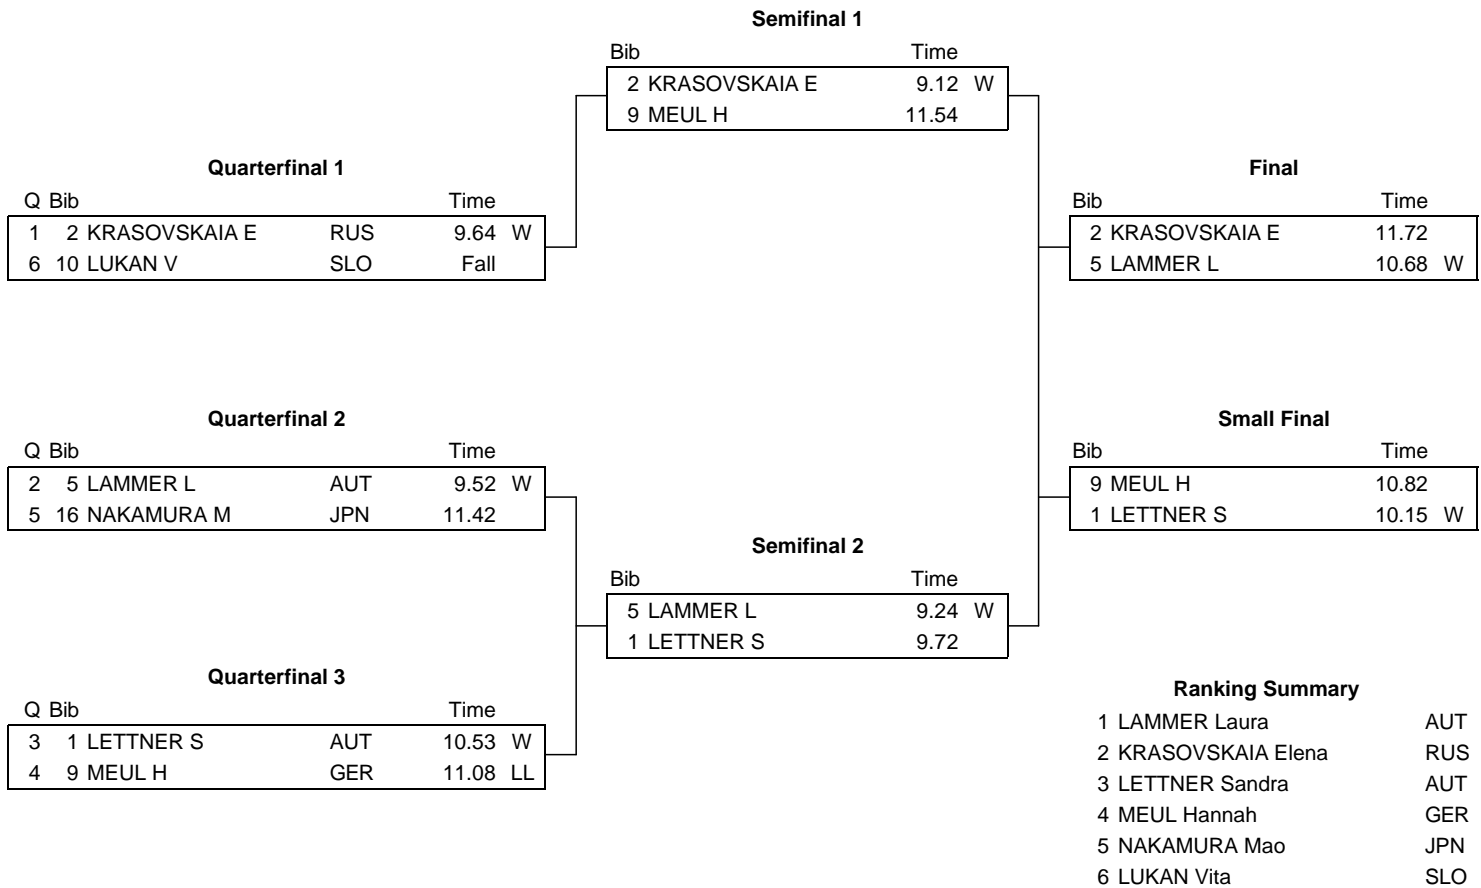 Semifinal 1
Bib Time
2 KRASOVSKAIA E 9.12 W
9 MEUL H 11.54
Quarterfinal 1
Q Bib Time
1 2 KRASOVSKAIA E RUS 9.64 W
6 10 LUKAN V SLO Fall
Final
Bib Time
2 KRASOVSKAIA E 11.72
5 LAMMER L 10.68 W
Quarterfinal 2
Q Bib Time
2 5 LAMMER L AUT 9.52 W
5 16 NAKAMURA M JPN 11.42
Small Final
Bib Time
9 MEUL H 10.82
1 LETTNER S 10.15 W
Semifinal 2
Bib Time
5 LAMMER L 9.24 W
1 LETTNER S 9.72
Quarterfinal 3
Q Bib Time
3 1 LETTNER S AUT 10.53 W
4 9 MEUL H GER 11.08 LL
Ranking Summary
1 LAMMER Laura AUT
2 KRASOVSKAIA Elena RUS
3 LETTNER Sandra AUT
4 MEUL Hannah GER
5 NAKAMURA Mao JPN
6 LUKAN Vita SLO